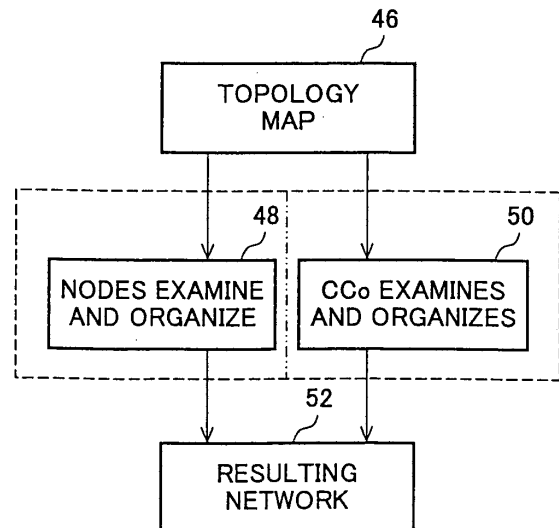 46
TOPOLOGY
MAP
48
NODES EXAMINE
AND ORGANIZE
50
CCo EXAMINES
AND ORGANIZES
52
RESULTING
NETWORK